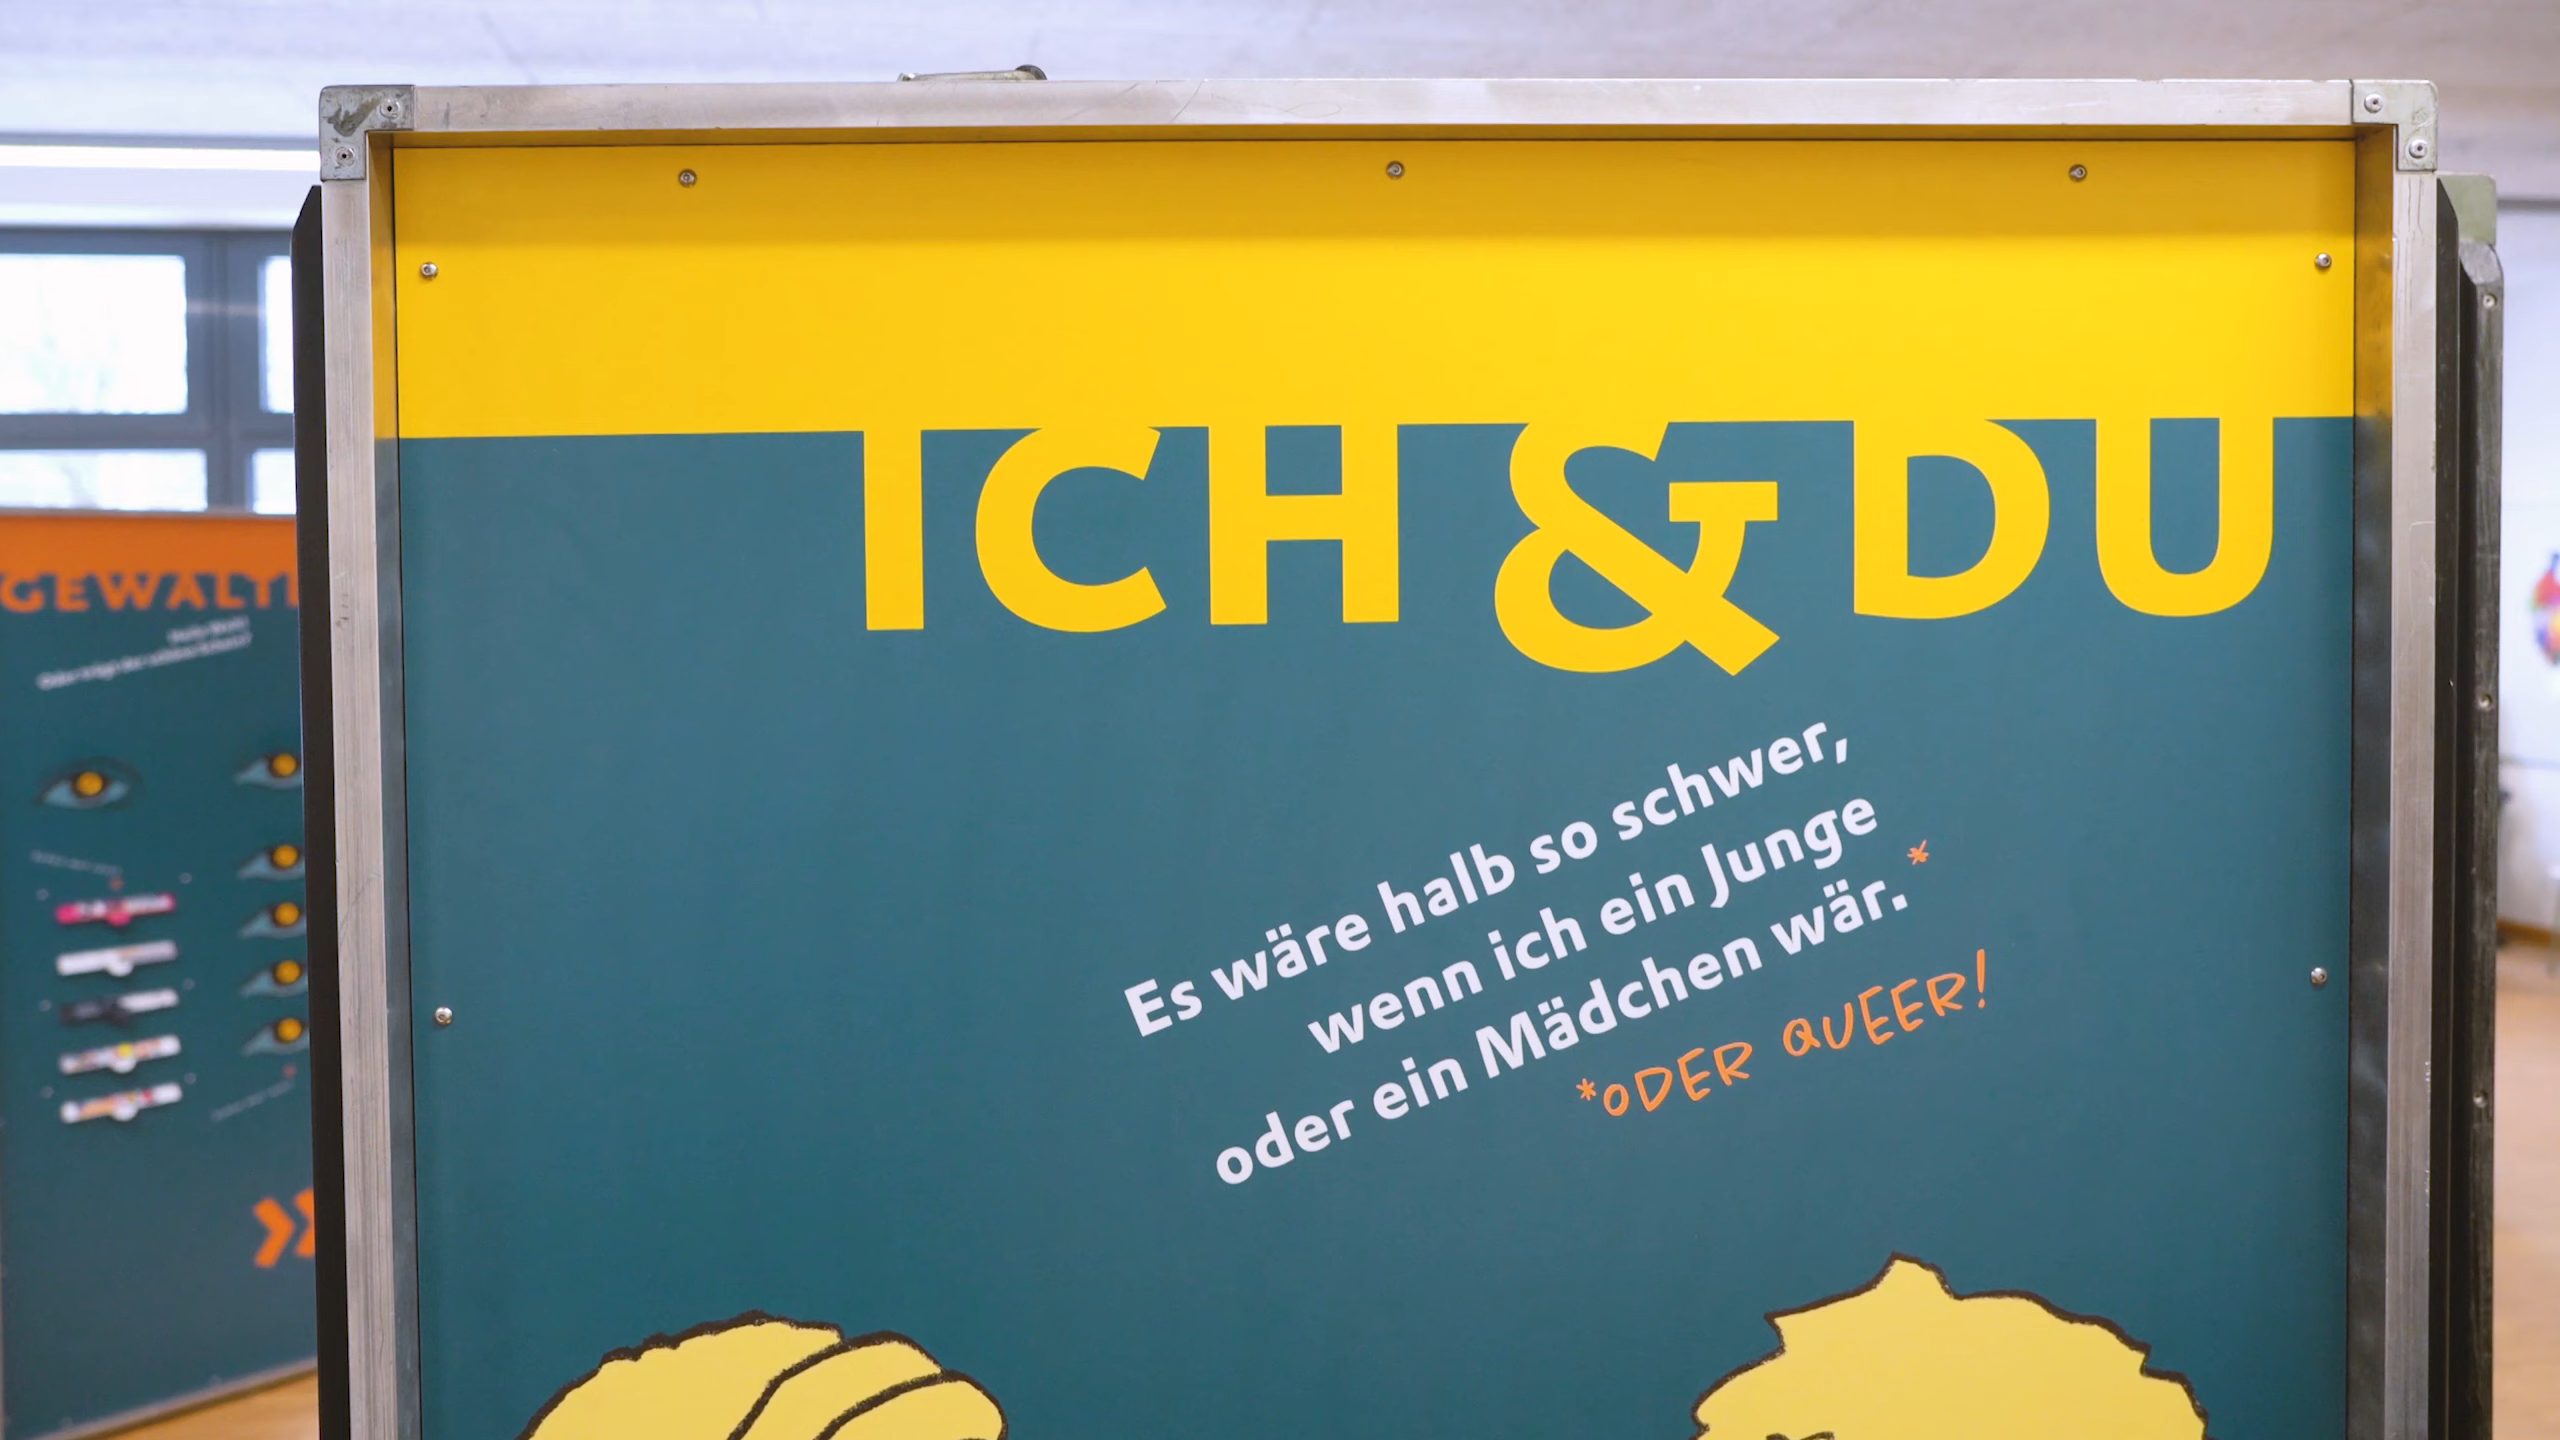 ICH & DU
Es wäre halb so schwer,
wenn ich ein Junge
oder ein Mädchen wär.*
*ODER QUEER!
GEWALT